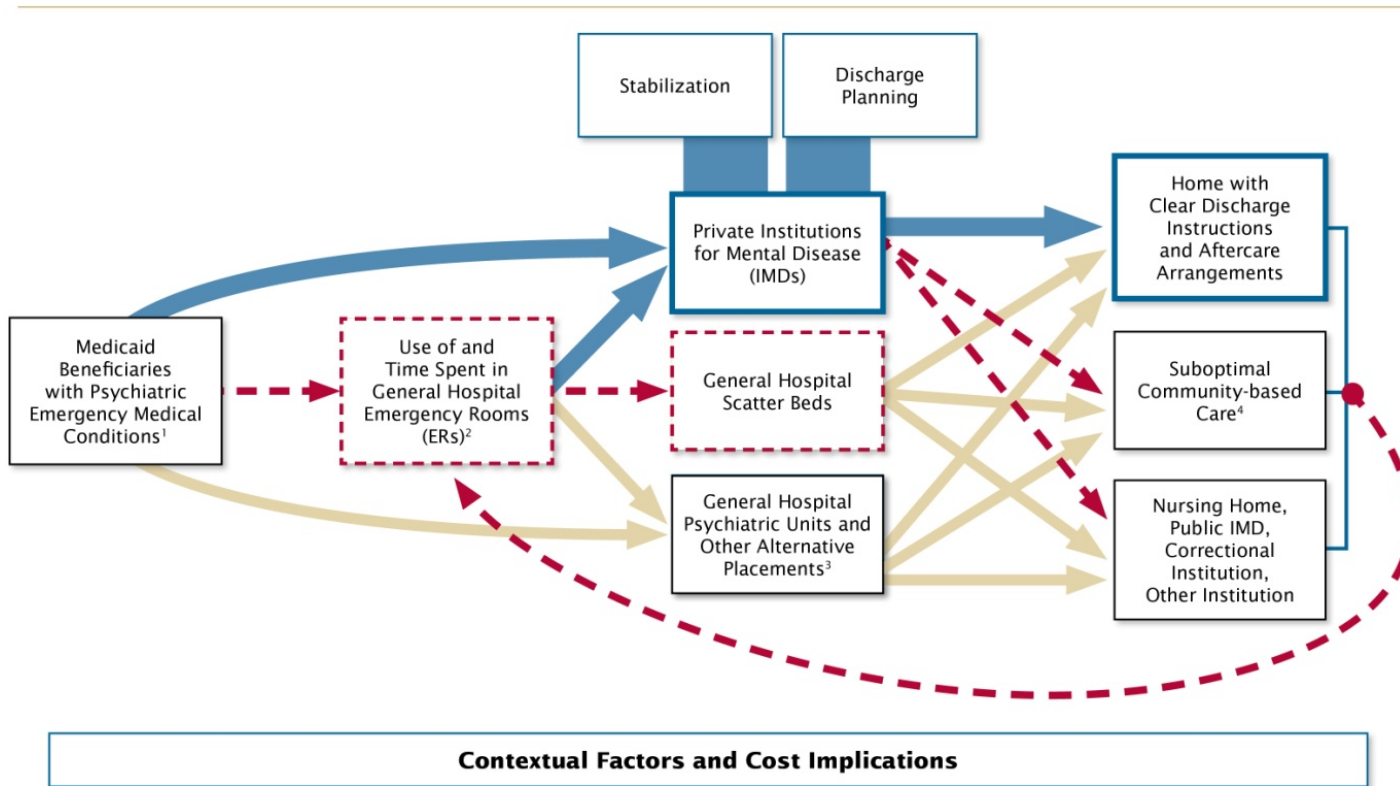 Stabilization
Discharge
Planning
Private Institutions
for Mental Disease
(IMDs)
Home with
Clear Discharge
Instructions
and Aftercare
Arrangements
Medicaid
Beneficiaries
with Psychiatric
Emergency Medical
Conditions¹
Use of and
Time Spent in
General Hospital
Emergency Rooms
(ERs)²
General Hospital
Scatter Beds
Suboptimal
Community-based
Care⁴
General Hospital
Psychiatric Units and
Other Alternative
Placements³
Nursing Home,
Public IMD,
Correctional
Institution,
Other Institution
Contextual Factors and Cost Implications